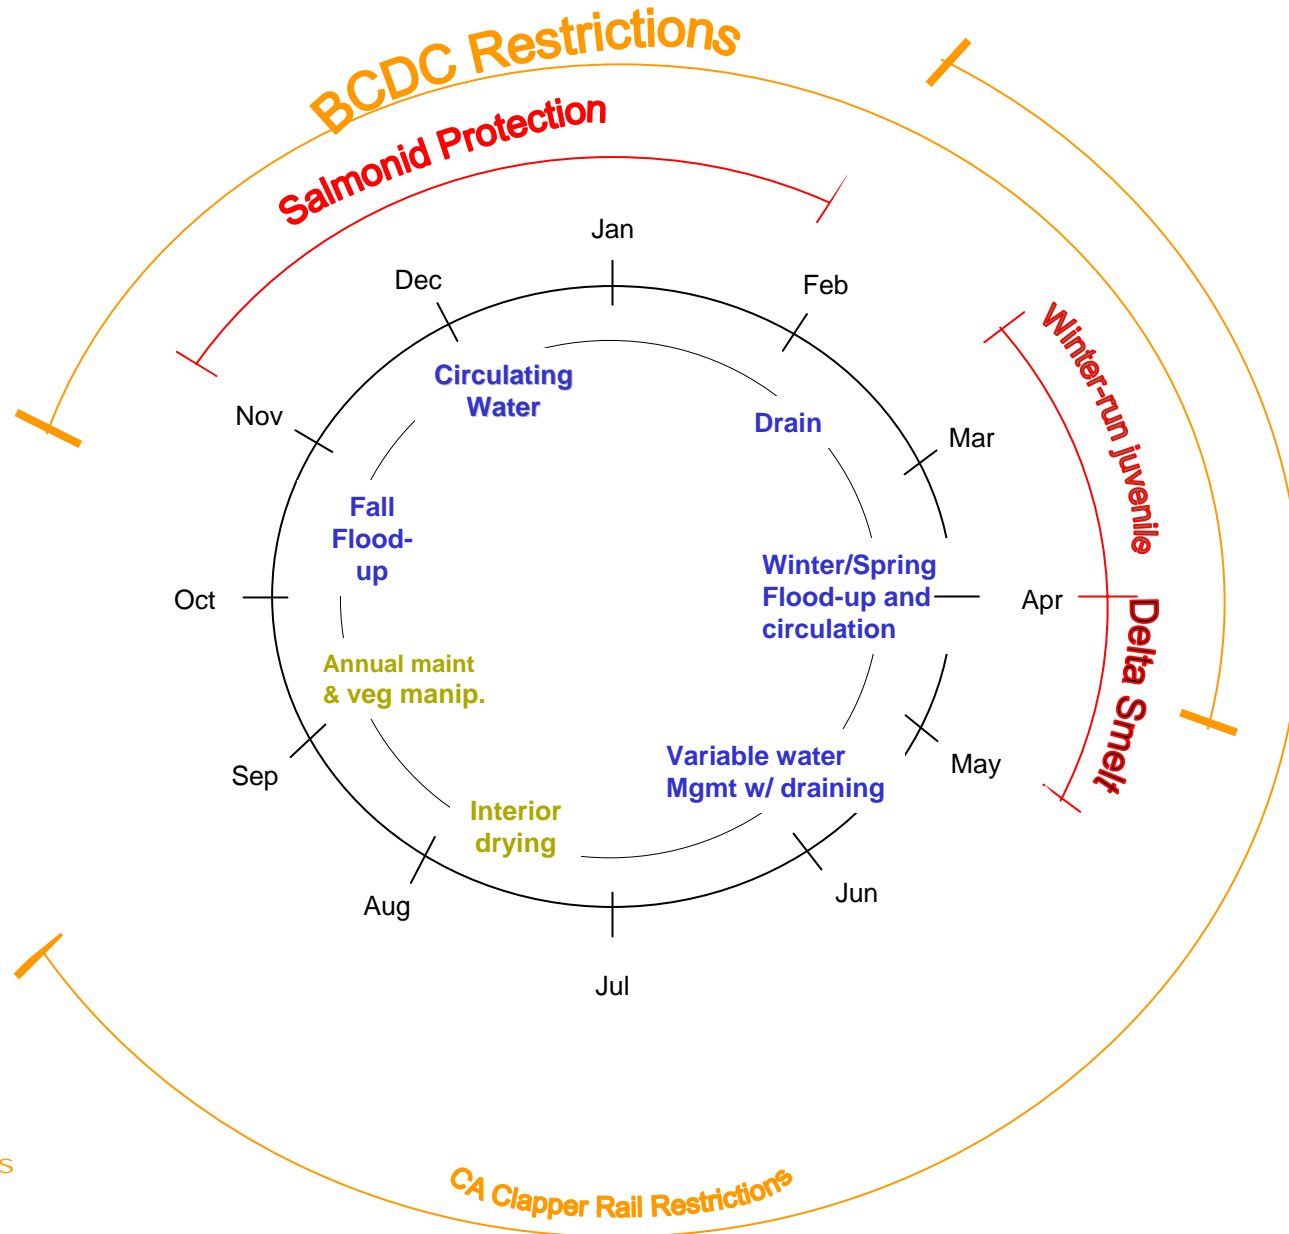 BCDC Restrictions
Salmonid Protection
Jan
Dec
Feb
Circulating
Water
Drain
Nov
Mar
Winter-run juvenile
Fall
Flood-
up
Winter/Spring
Flood-up and
circulation
Oct
Apr
Delta Smelt
Annual maint
& veg manip.
Variable water
Mgmt w/ draining
Sep
May
Interior
drying
Aug
Jun
Jul
s
CA Clapper Rail Restrictions